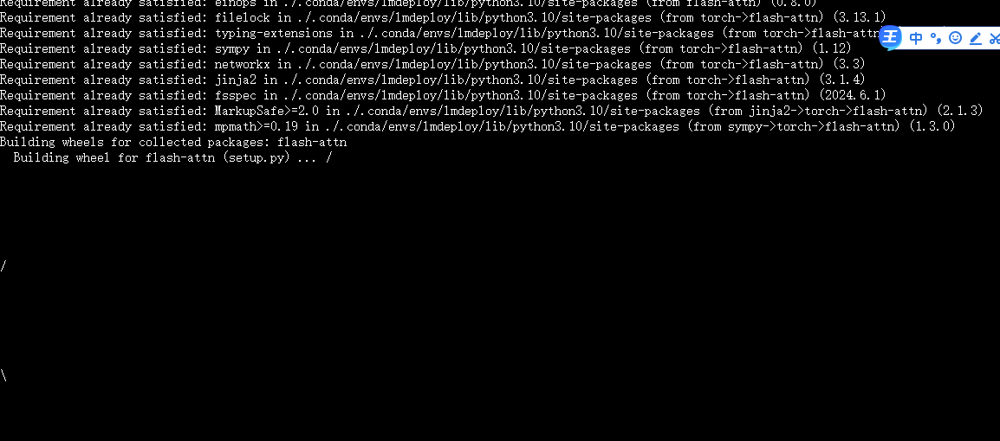 Requirement already satisfied: einops in ./.conda/envs/lmdeploy/lib/python3.10/site-packages (from flash-attn) (0.8.0)
Requirement already satisfied: filelock in ./.conda/envs/lmdeploy/lib/python3.10/site-packages (from torch->flash-attn) (3.13.1)
Requirement already satisfied: typing-extensions in ./.conda/envs/lmdeploy/lib/python3.10/site-packages (from torch->flash-attn
王 中
Requirement already satisfied: sympy in ./.conda/envs/lmdeploy/lib/python3.10/site-packages (from torch->flash-attn) (1.12)
Requirement already satisfied: networkx in ./.conda/envs/lmdeploy/lib/python3.10/site-packages (from torch->flash-attn) (3.3)
Requirement already satisfied: jinja2 in ./.conda/envs/lmdeploy/lib/python3.10/site-packages (from torch->flash-attn) (3.1.4)
Requirement already satisfied: fsspec in ./.conda/envs/lmdeploy/lib/python3.10/site-packages (from torch->flash-attn) (2024.6.1)
Requirement already satisfied: MarkupSafe>=2.0 in ./.conda/envs/lmdeploy/lib/python3.10/site-packages (from jinja2->torch->flash-attn) (2.1.3)
Requirement already satisfied: mpmath>=0.19 in ./.conda/envs/lmdeploy/lib/python3.10/site-packages (from sympy->torch->flash-attn) (1.3.0)
Building wheels for collected packages: flash-attn
  Building wheel for flash-attn (setup.py) ... /
/
\